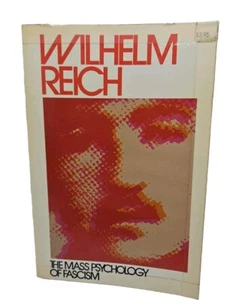 WILHELM
REICH
THE MASS PSYCHOLOGY
OF FASCISM